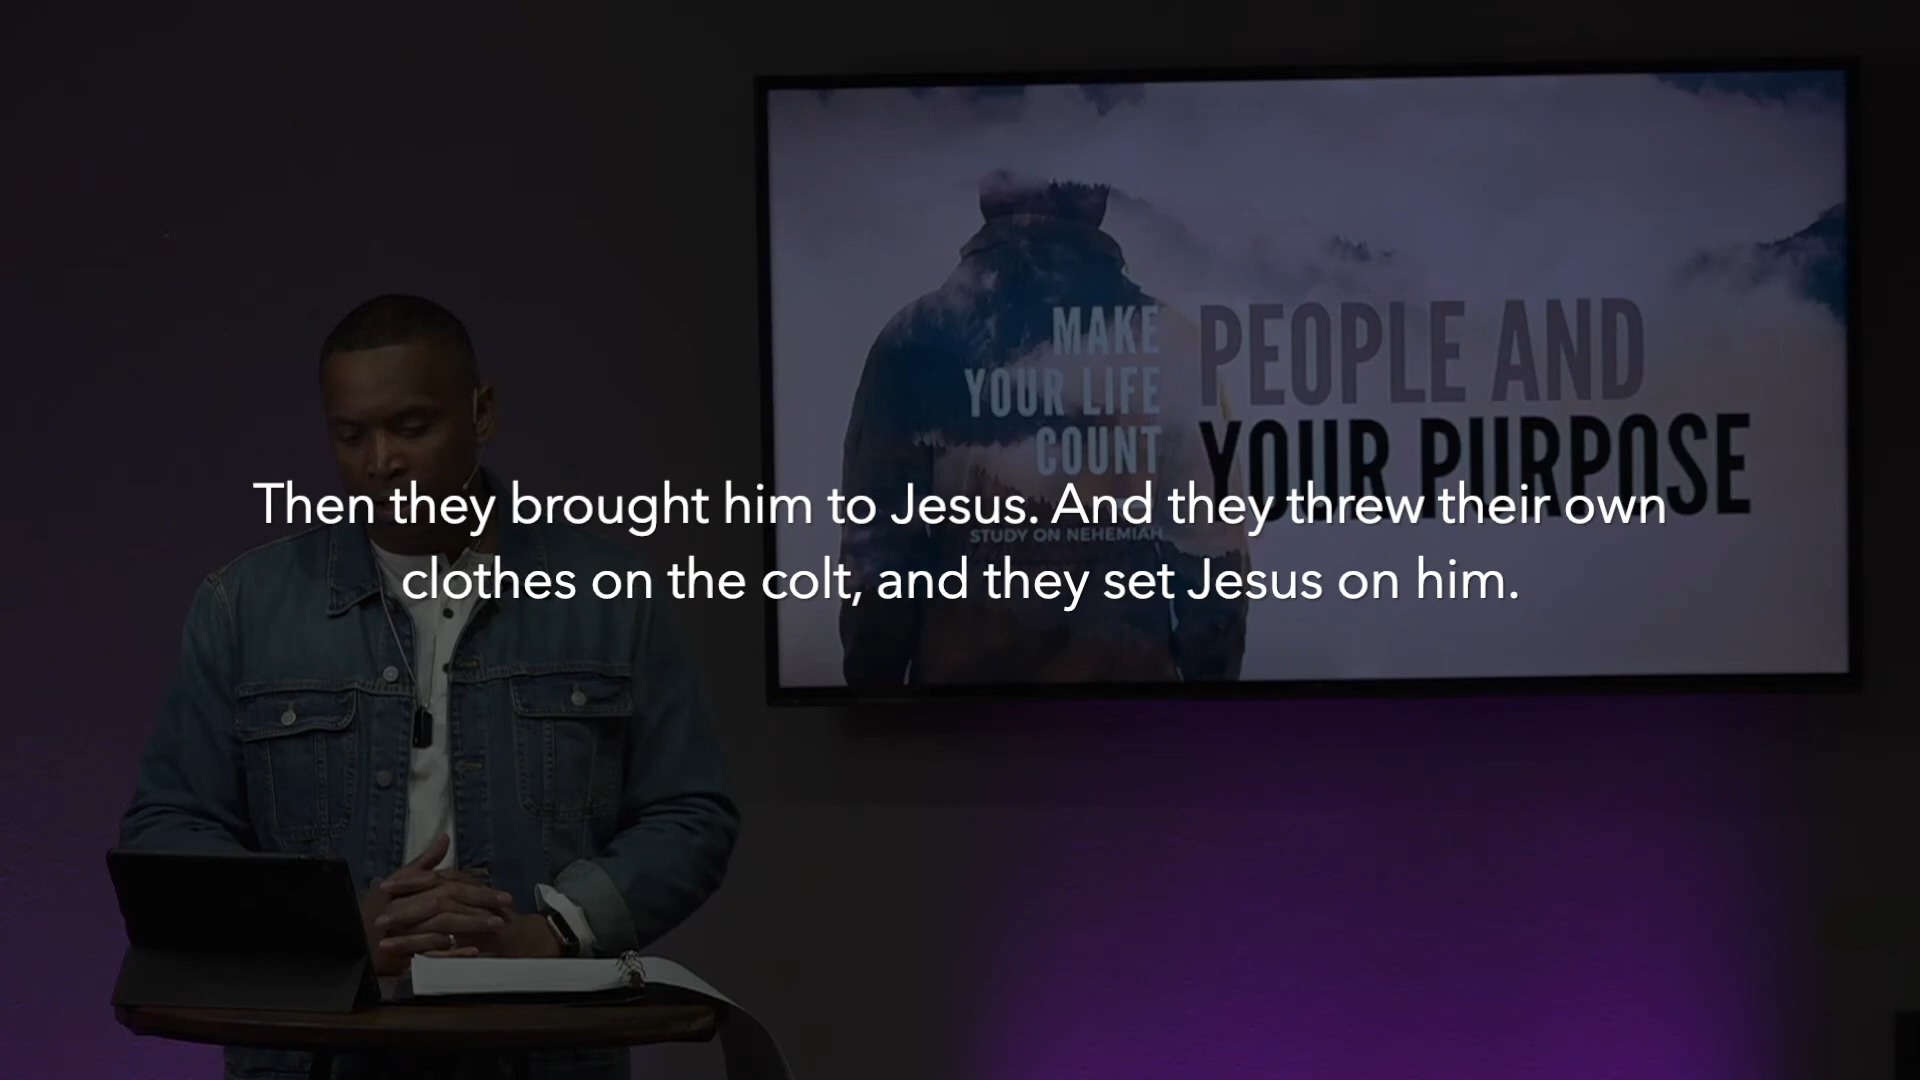 MAKE
YOUR LIFE
COUNT
STUDY ON NEHEMIAH
PEOPLE AND
YOUR PURPOSE
Then they brought him to Jesus. And they threw their own
clothes on the colt, and they set Jesus on him.